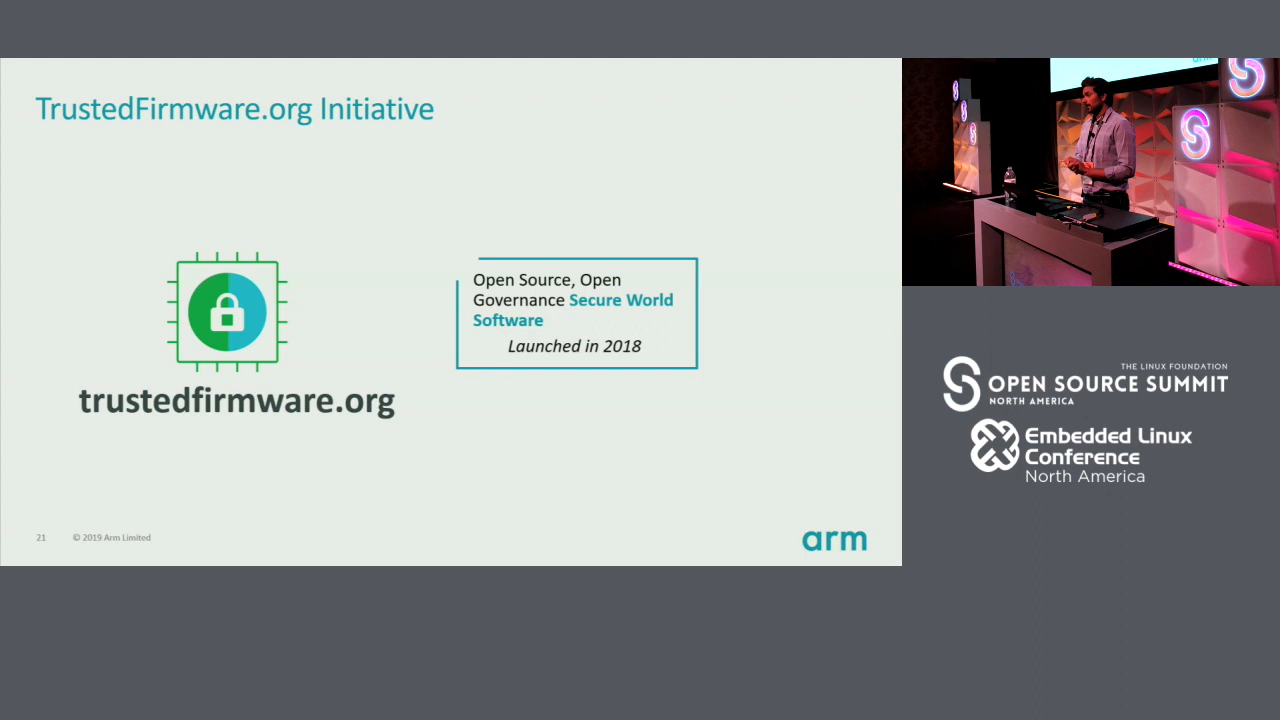 TrustedFirmware.org Initiative
Open Source, Open
Governance Secure World
Software
Launched in 2018
trustedfirmware.org
21 © 2019 Arm Limited
arm
THE LINUX FOUNDATION
OPEN SOURCE SUMMIT
NORTH AMERICA
Embedded Linux
Conference
North America